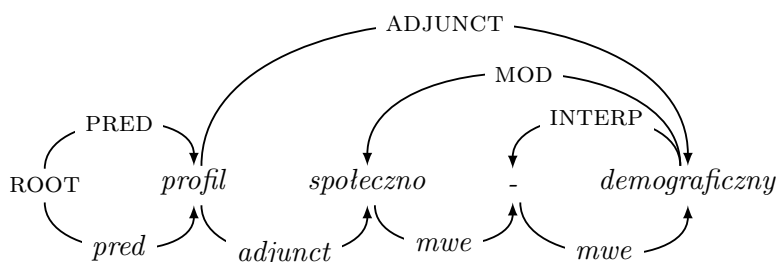 ADJUNCT
MOD
PRED INTERP
ROOT profil społeczno - demograficzny
pred adjunct mwe mwe